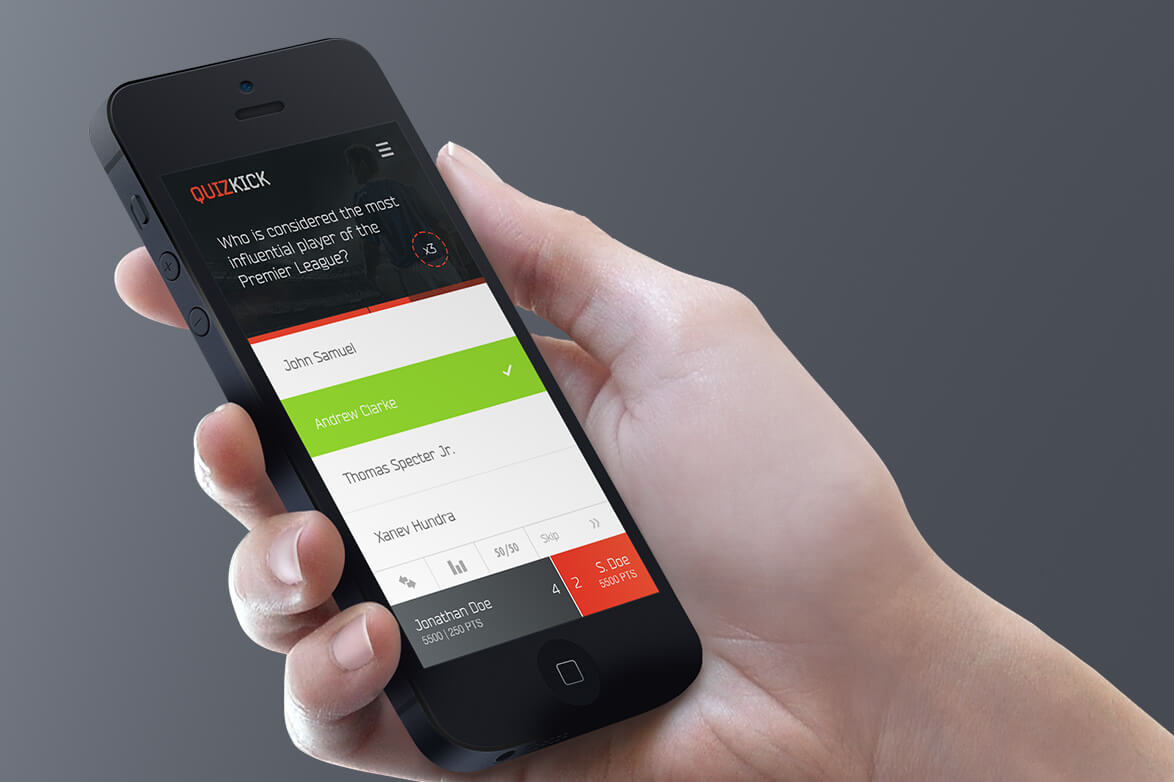 QUIZKICK
Who is considered the most
influential player of the
Premier League?
x3
John Samuel
Andrew Clarke
Thomas Specter Jr.
Xanev Hundra
50/50
Skip
Jonathan Doe
5500 | 250 PTS
4
2
S. Doe
5500 PTS